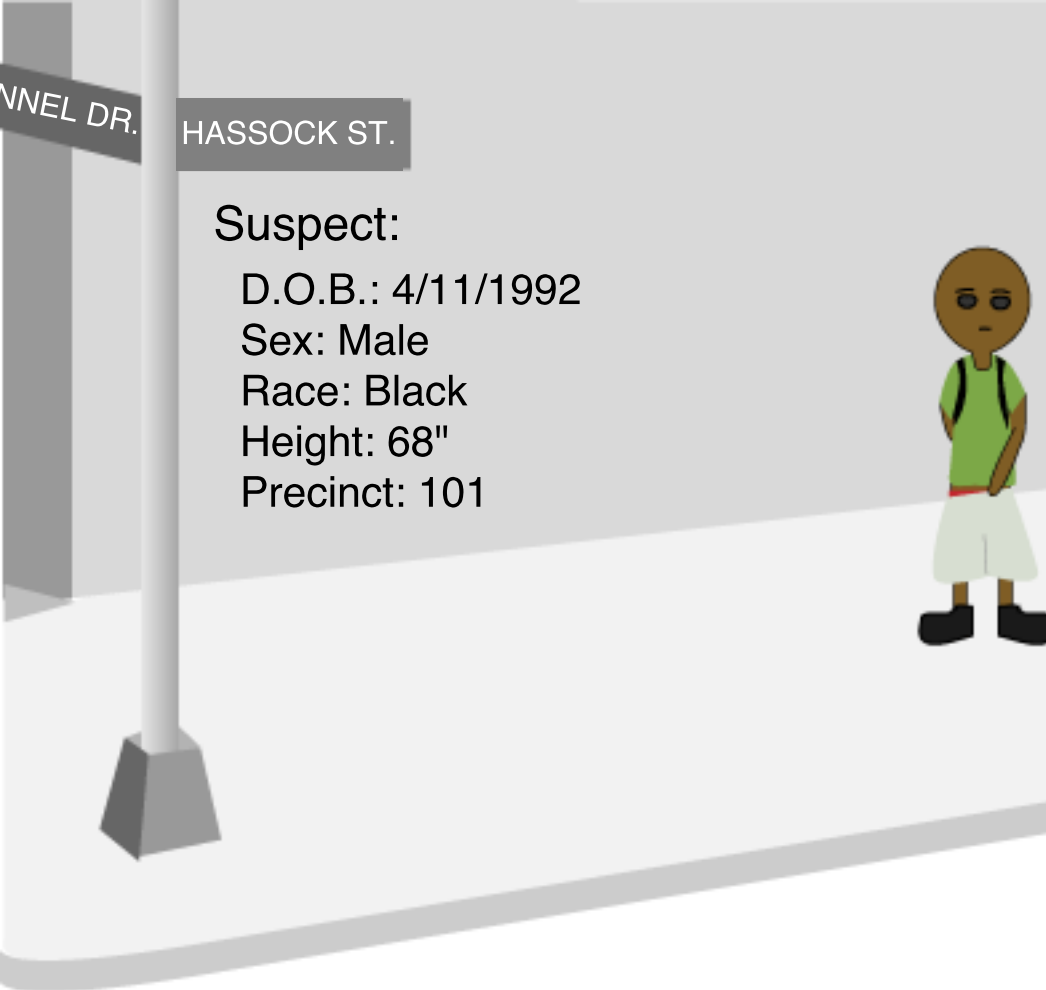 NNEL DR.
HASSOCK ST.
Suspect:
D.O.B.: 4/11/1992
Sex: Male
Race: Black
Height: 68"
Precinct: 101